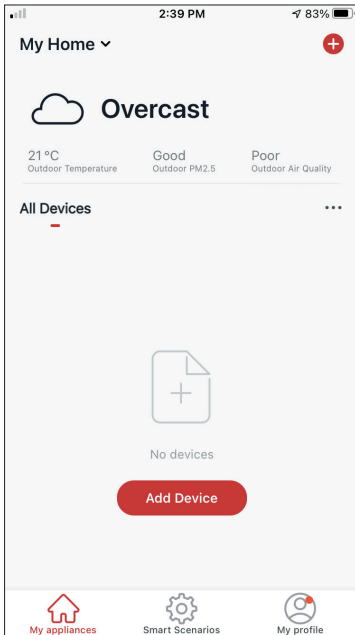 2:39 PM
83%
My Home
Overcast
21°C Good Poor
Outdoor Temperature Outdoor PM2.5 Outdoor Air Quality
All Devices
No devices
Add Device
My appliances Smart Scenarios My profile